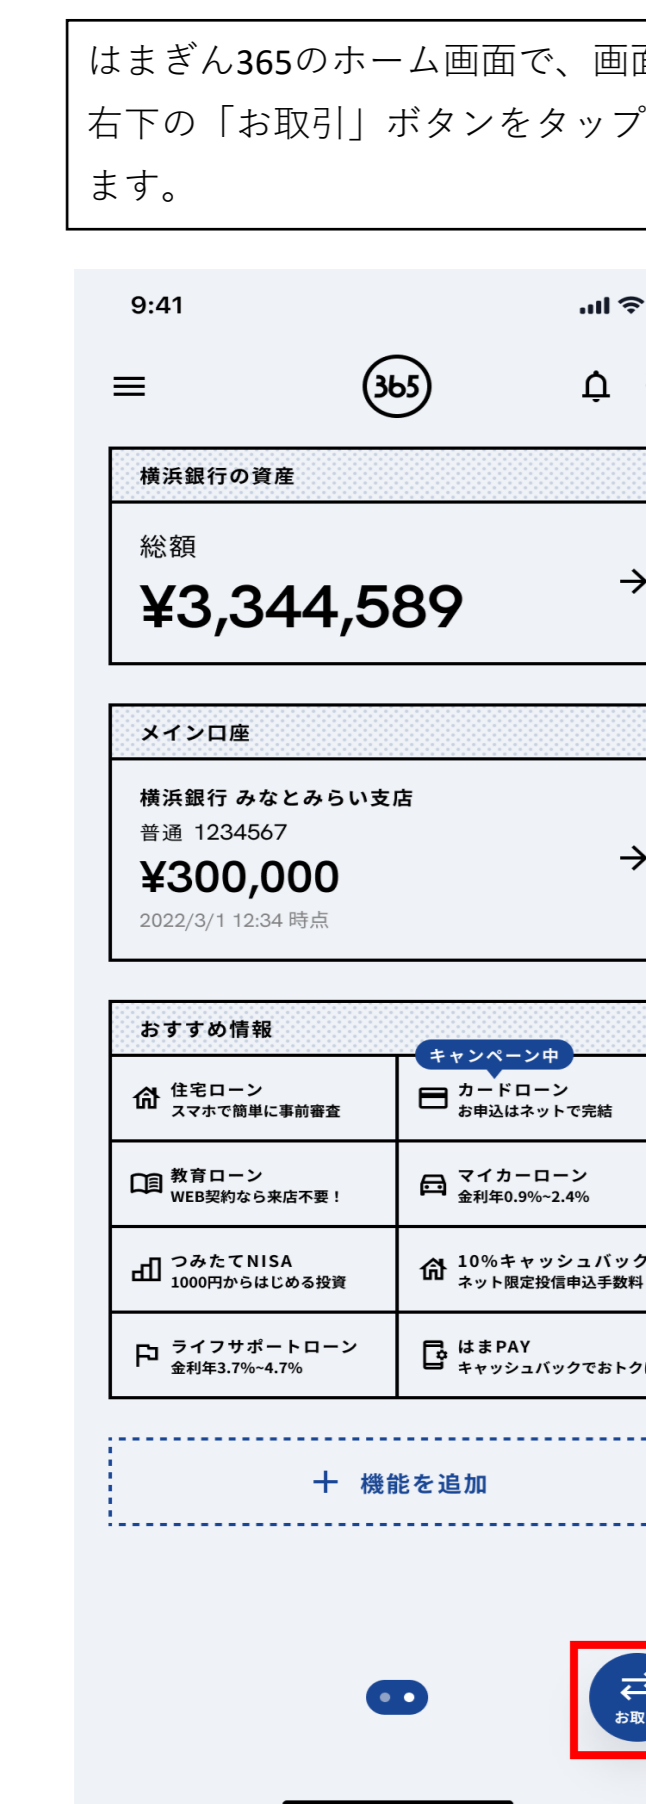 はまぎん365のホーム画面で、画
右下の「お取引」ボタンをタップ
ます。
9:41
365
横浜銀行の資産
総額
¥3,344,589
メイン口座
横浜銀行 みなとみらい支店
普通 1234567
¥300,000
2022/3/1 12:34 時点
おすすめ情報
キャンペーン中
住宅ローン
スマホで簡単に事前審査
カードローン
お申込はネットで完結
教育ローン
WEB契約なら来店不要！
マイカーローン
金利年0.9%~2.4%
つみたてNISA
1000円からはじめる投資
10%キャッシュバック
ネット限定投信申込手数料
ライフサポートローン
金利年3.7%~4.7%
はまPAY
キャッシュバックでおトク
＋ 機能を追加
お取